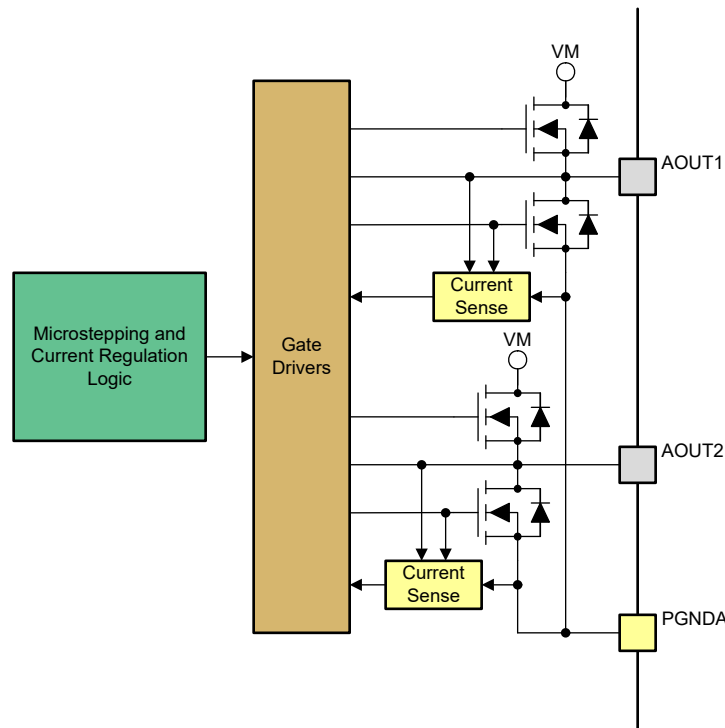 VM
AOUT1
Current
Sense
Microstepping and
Current Regulation
Logic
Gate
Drivers
VM
AOUT2
Current
Sense
PGNDA